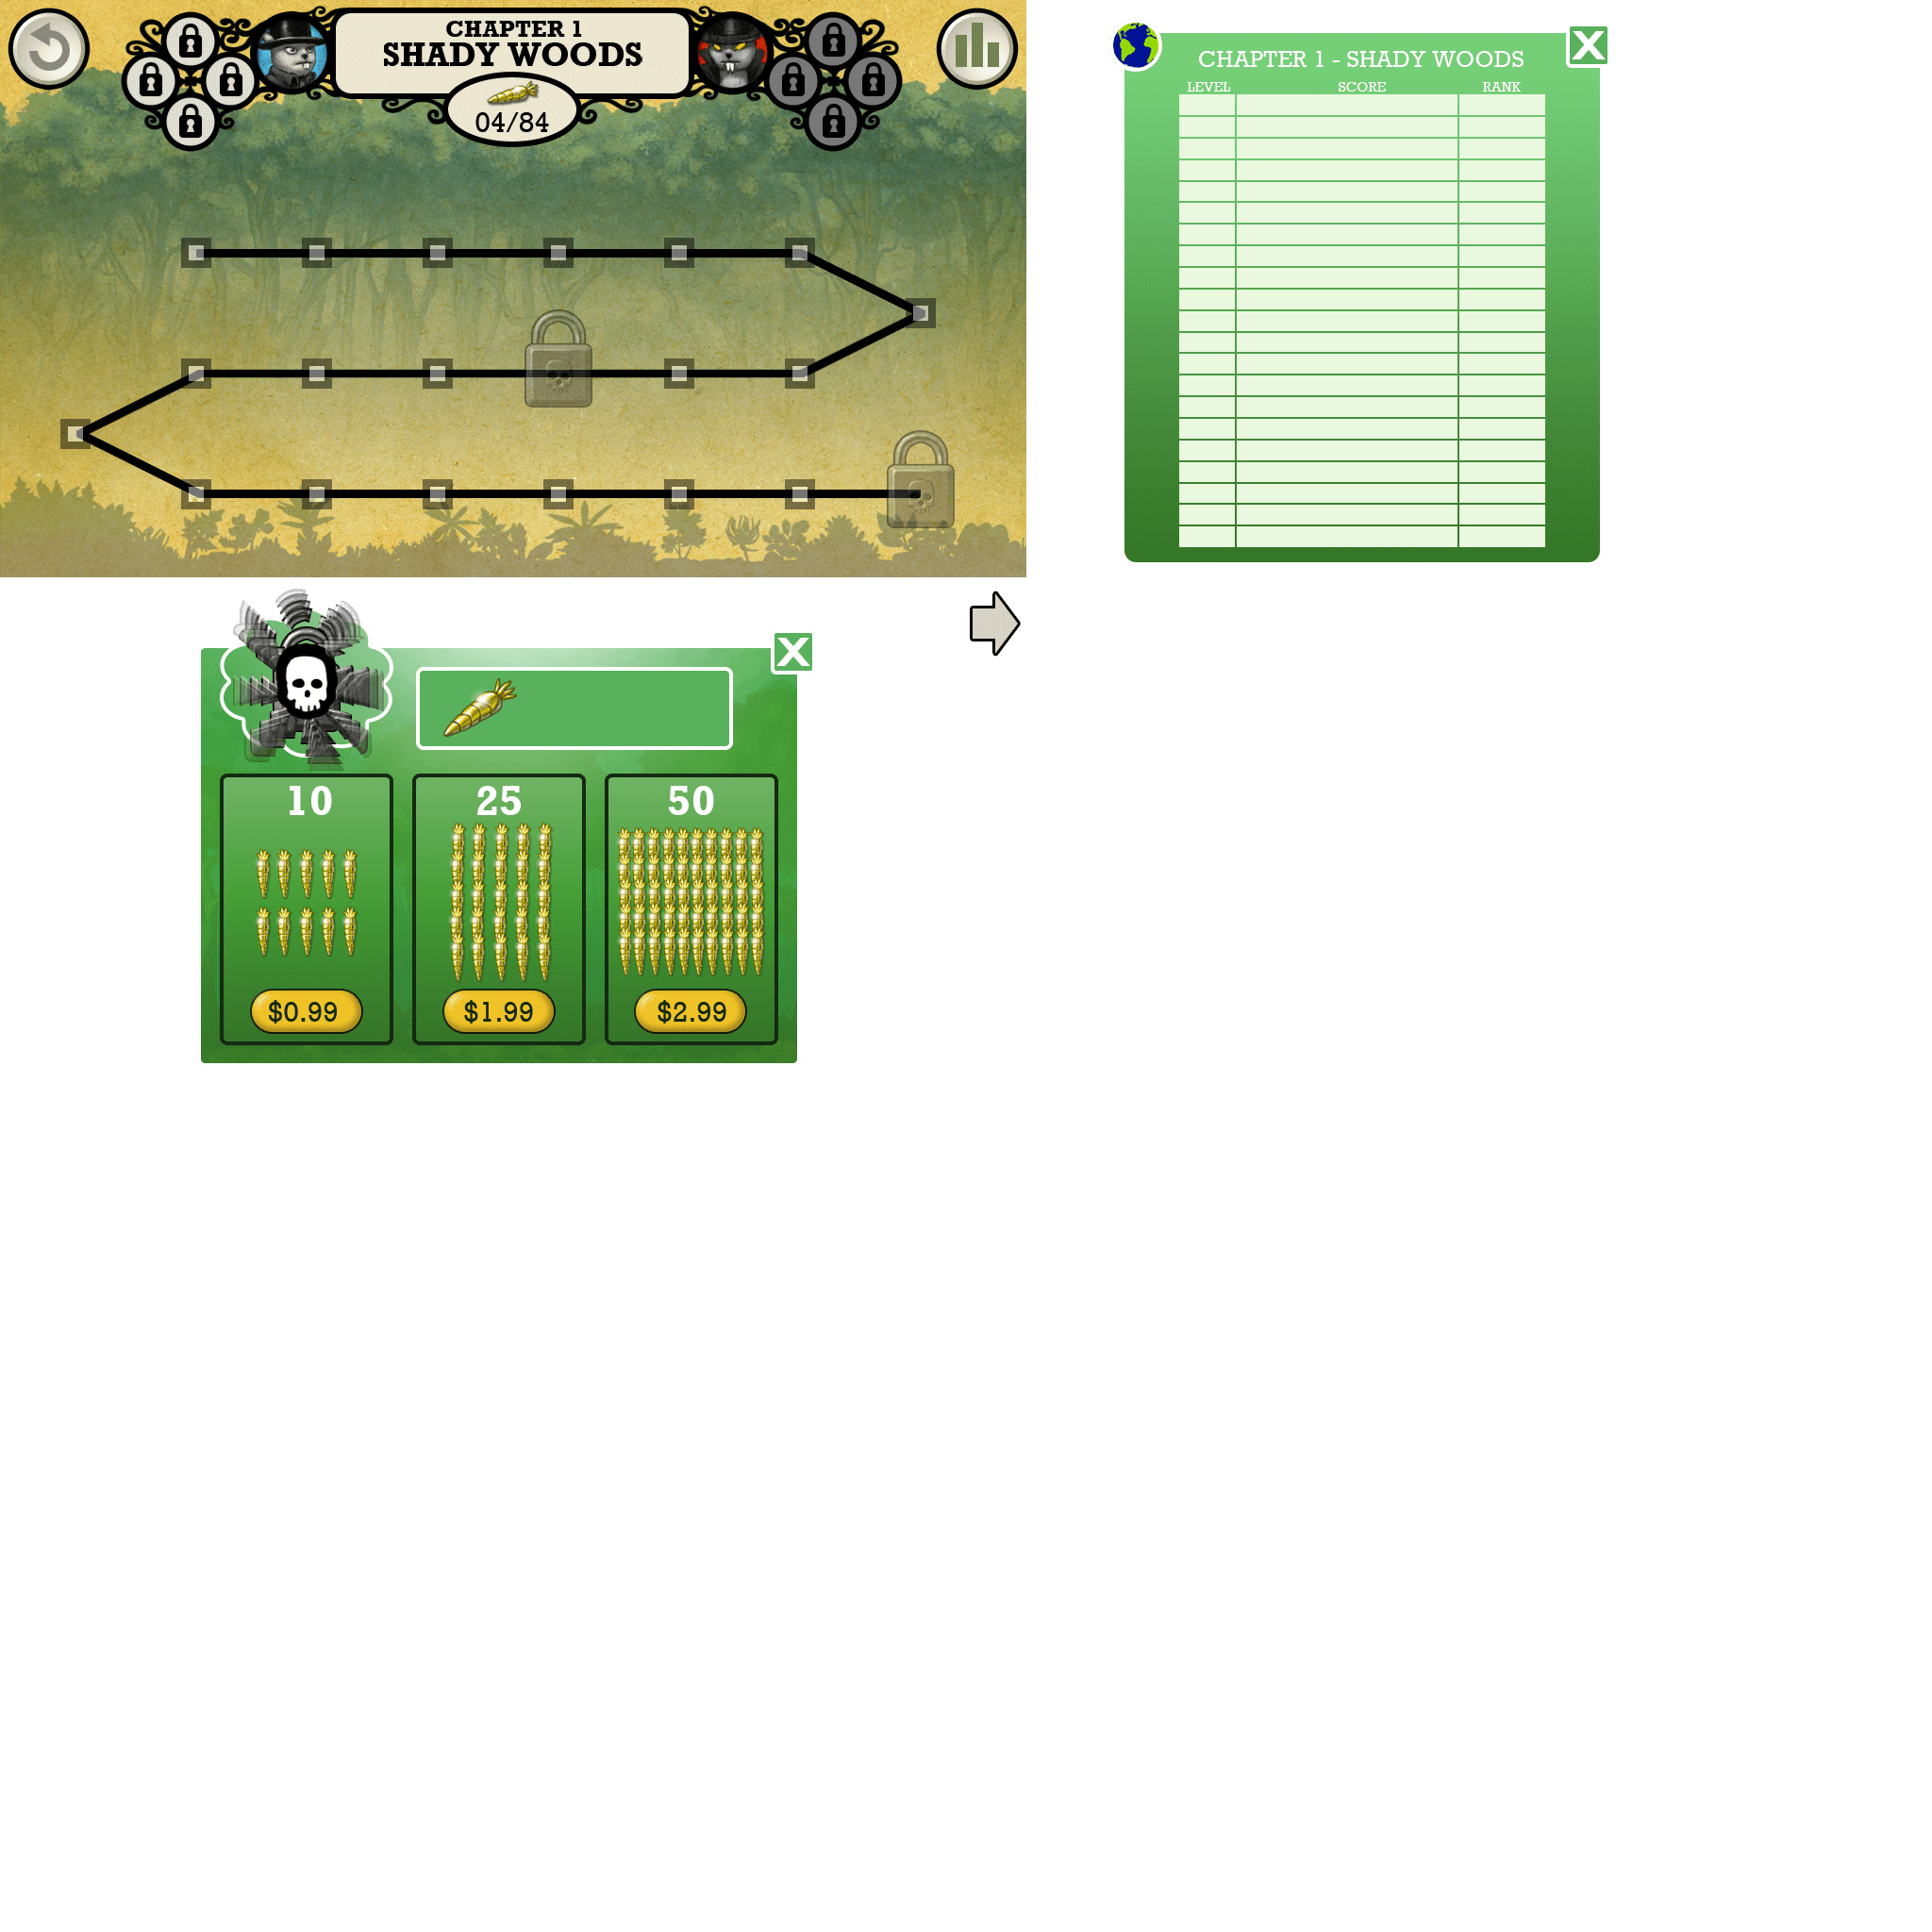 CHAPTER 1
SHADY WOODS
04/84
CHAPTER 1 - SHADY WOODS
LEVEL SCORE RANK
X
X
10 25 50
$0.99 $1.99 $2.99